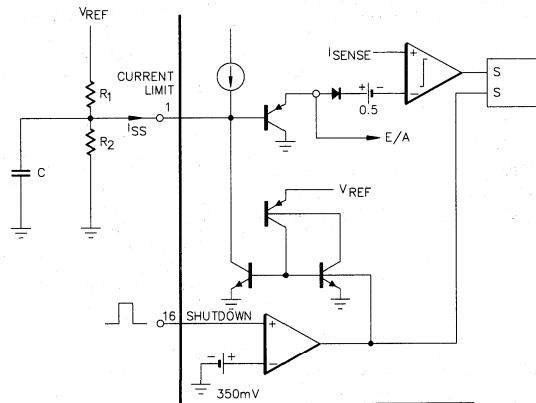 VREF
R1
CURRENT
LIMIT
1
ISS
R2
C
ISENSE
+
S
S
+ -
0.5
-
E/A
VREF
16 SHUTDOWN
+
- +
-
350mV